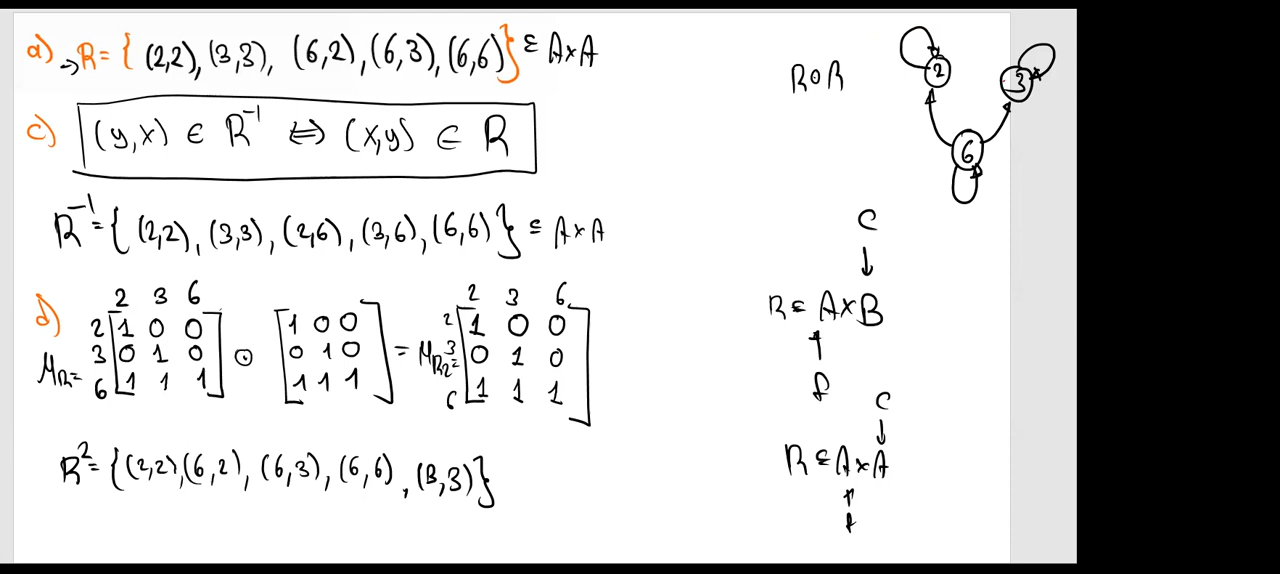 a) → R = { (2,2), (3,3), (6,2), (6,3), (6,6) } ⊆ A×A
c) (y,x) ∈ R⁻¹ ⇔ (x,y) ∈ R
R⁻¹ = { (2,2), (3,3), (2,6), (3,6), (6,6) } ⊆ A×A
d) 2 3 6 2 3 6
2 1 0 0 1 0 0 2 1 0 0
M_R = 3 0 1 0 ⊙ 0 1 0 = M_R² = 3 0 1 0
6 1 1 1 1 1 1 6 1 1 1
R² = { (2,2), (6,2), (6,3), (6,6), (3,3) }
R∘R
2
3
6
C
↓
R ⊆ A×B
↑
C
↓
R ⊆ A×A
↑